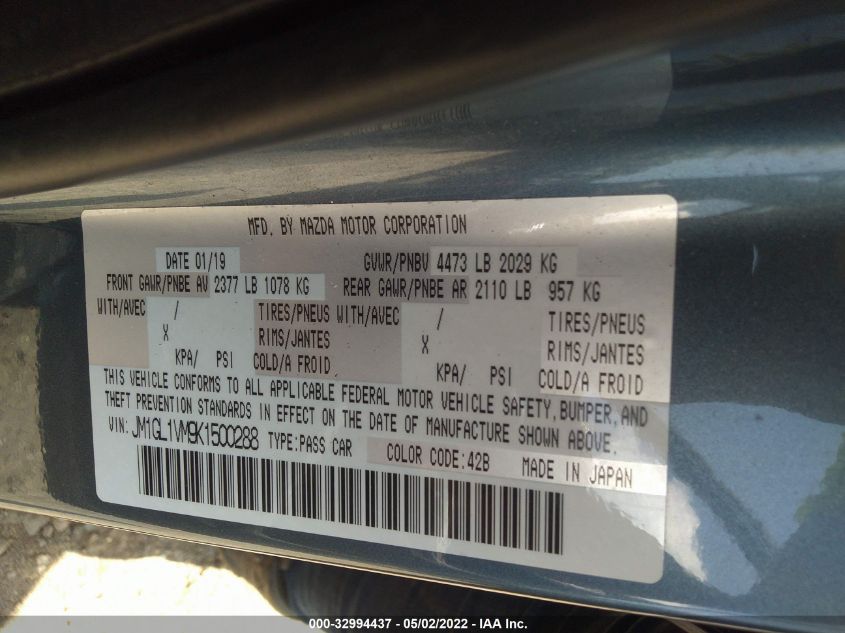 MFD. BY MAZDA MOTOR CORPORATION
DATE 01/19 GVWR/PNBV 4473 LB 2029 KG
FRONT GAWR/PNBE AV 2377 LB 1078 KG REAR GAWR/PNBE AR 2110 LB 957 KG
WITH/AVEC / TIRES/PNEUS WITH/AVEC / TIRES/PNEUS
X RIMS/JANTES X RIMS/JANTES
KPA/ PSI COLD/A FROID KPA/ PSI COLD/A FROID
THIS VEHICLE CONFORMS TO ALL APPLICABLE FEDERAL MOTOR VEHICLE SAFETY, BUMPER, AND
THEFT PREVENTION STANDARDS IN EFFECT ON THE DATE OF MANUFACTURE SHOWN ABOVE.
VIN: JM1GL1VM9K1500288 TYPE:PASS CAR COLOR CODE:42B MADE IN JAPAN
000-32994437 - 05/02/2022 - IAA Inc.